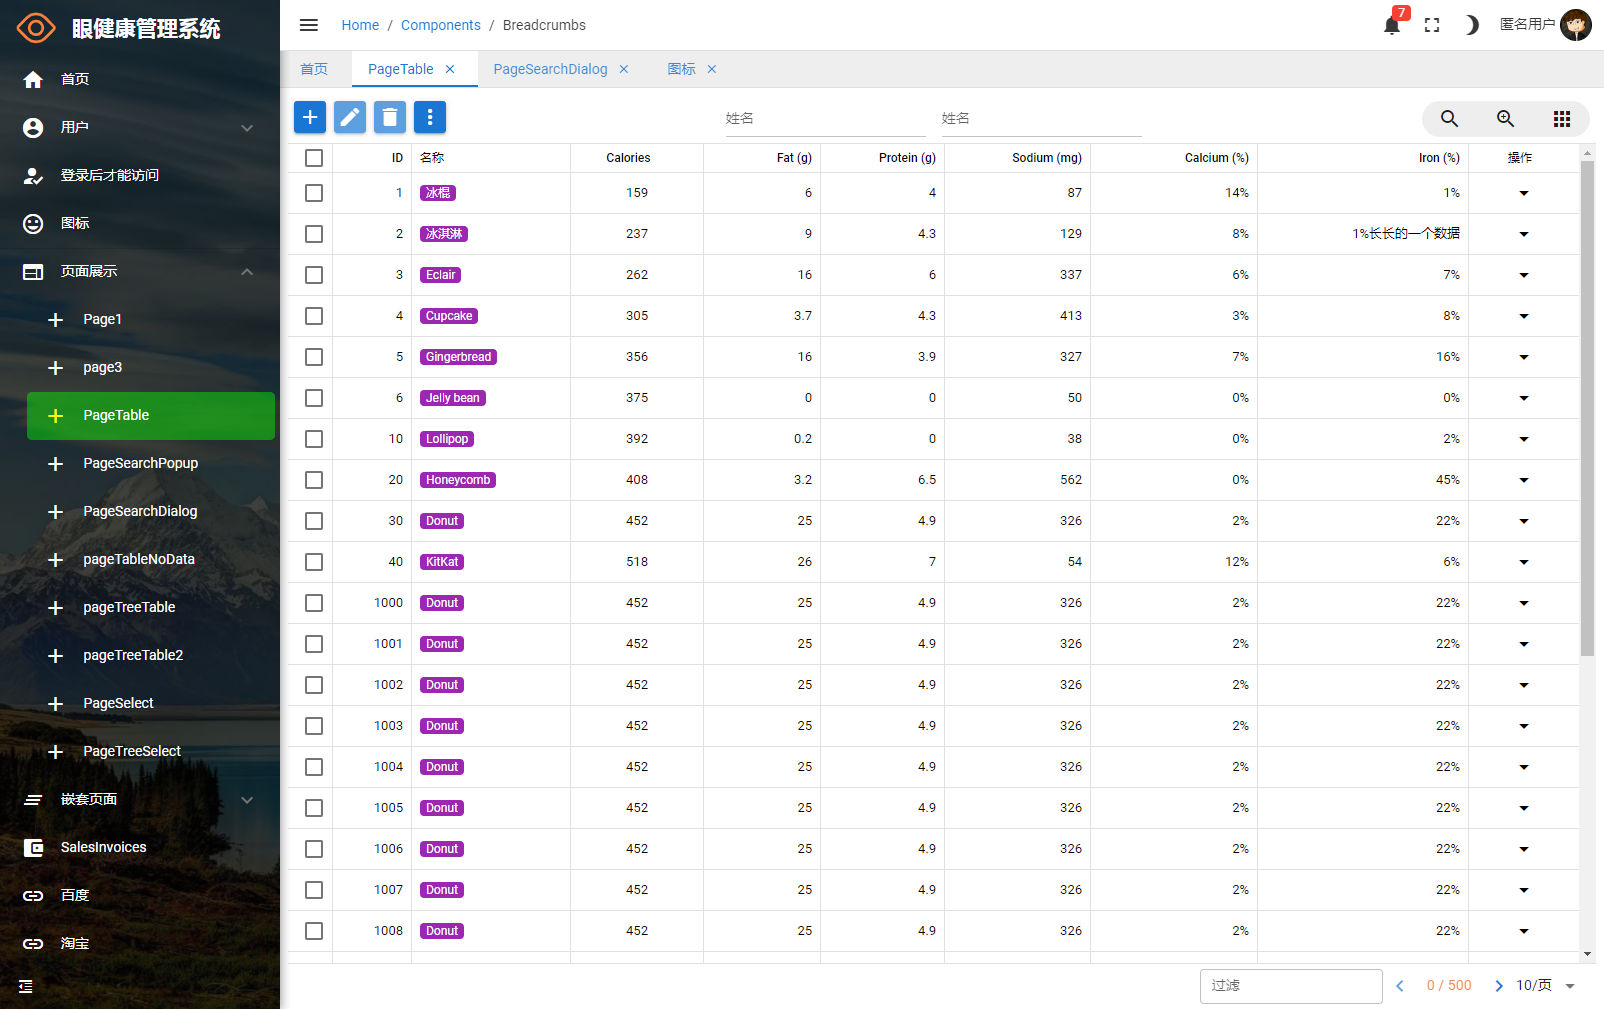 眼健康管理系统
首页
用户
登录后才能访问
图标
页面展示
Page1
page3
PageTable
PageSearchPopup
PageSearchDialog
pageTableNoData
pageTreeTable
pageTreeTable2
PageSelect
PageTreeSelect
嵌套页面
SalesInvoices
百度
淘宝
Home / Components / Breadcrumbs
7
匿名用户
首页 PageTable PageSearchDialog 图标
姓名 姓名
ID 名称 Calories Fat (g) Protein (g) Sodium (mg) Calcium (%) Iron (%) 操作
1 冰棍 159 6 4 87 14% 1%
2 冰淇淋 237 9 4.3 129 8% 1%长长的一个数据
3 Eclair 262 16 6 337 6% 7%
4 Cupcake 305 3.7 4.3 413 3% 8%
5 Gingerbread 356 16 3.9 327 7% 16%
6 Jelly bean 375 0 0 50 0% 0%
10 Lollipop 392 0.2 0 38 0% 2%
20 Honeycomb 408 3.2 6.5 562 0% 45%
30 Donut 452 25 4.9 326 2% 22%
40 KitKat 518 26 7 54 12% 6%
1000 Donut 452 25 4.9 326 2% 22%
1001 Donut 452 25 4.9 326 2% 22%
1002 Donut 452 25 4.9 326 2% 22%
1003 Donut 452 25 4.9 326 2% 22%
1004 Donut 452 25 4.9 326 2% 22%
1005 Donut 452 25 4.9 326 2% 22%
1006 Donut 452 25 4.9 326 2% 22%
1007 Donut 452 25 4.9 326 2% 22%
1008 Donut 452 25 4.9 326 2% 22%
过滤 0 / 500 10/页